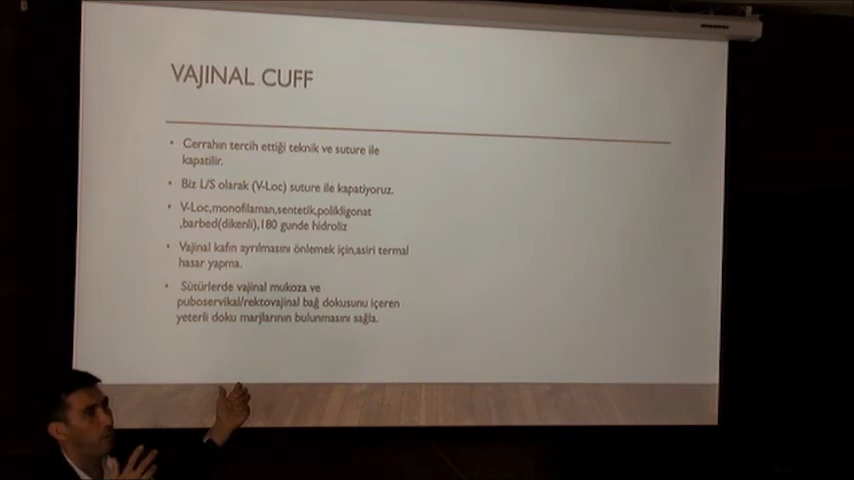 VAJINAL CUFF
• Cerrahın tercih ettiği teknik ve suture ile
kapatilir.
• Biz L/S olarak (V-Loc) suture ile kapatiyoruz.
• V-Loc,monofilaman,sentetik,polikligonat
,barbed(dikenli),180 gunde hidroliz
• Vajinal kafın ayrılmasını önlemek için,asiri termal
hasar yapma.
• Sütürlerde vajinal mukoza ve
puboservikal/rektovajinal bağ dokusunu içeren
yeterli doku marjlarının bulunmasını sağla.